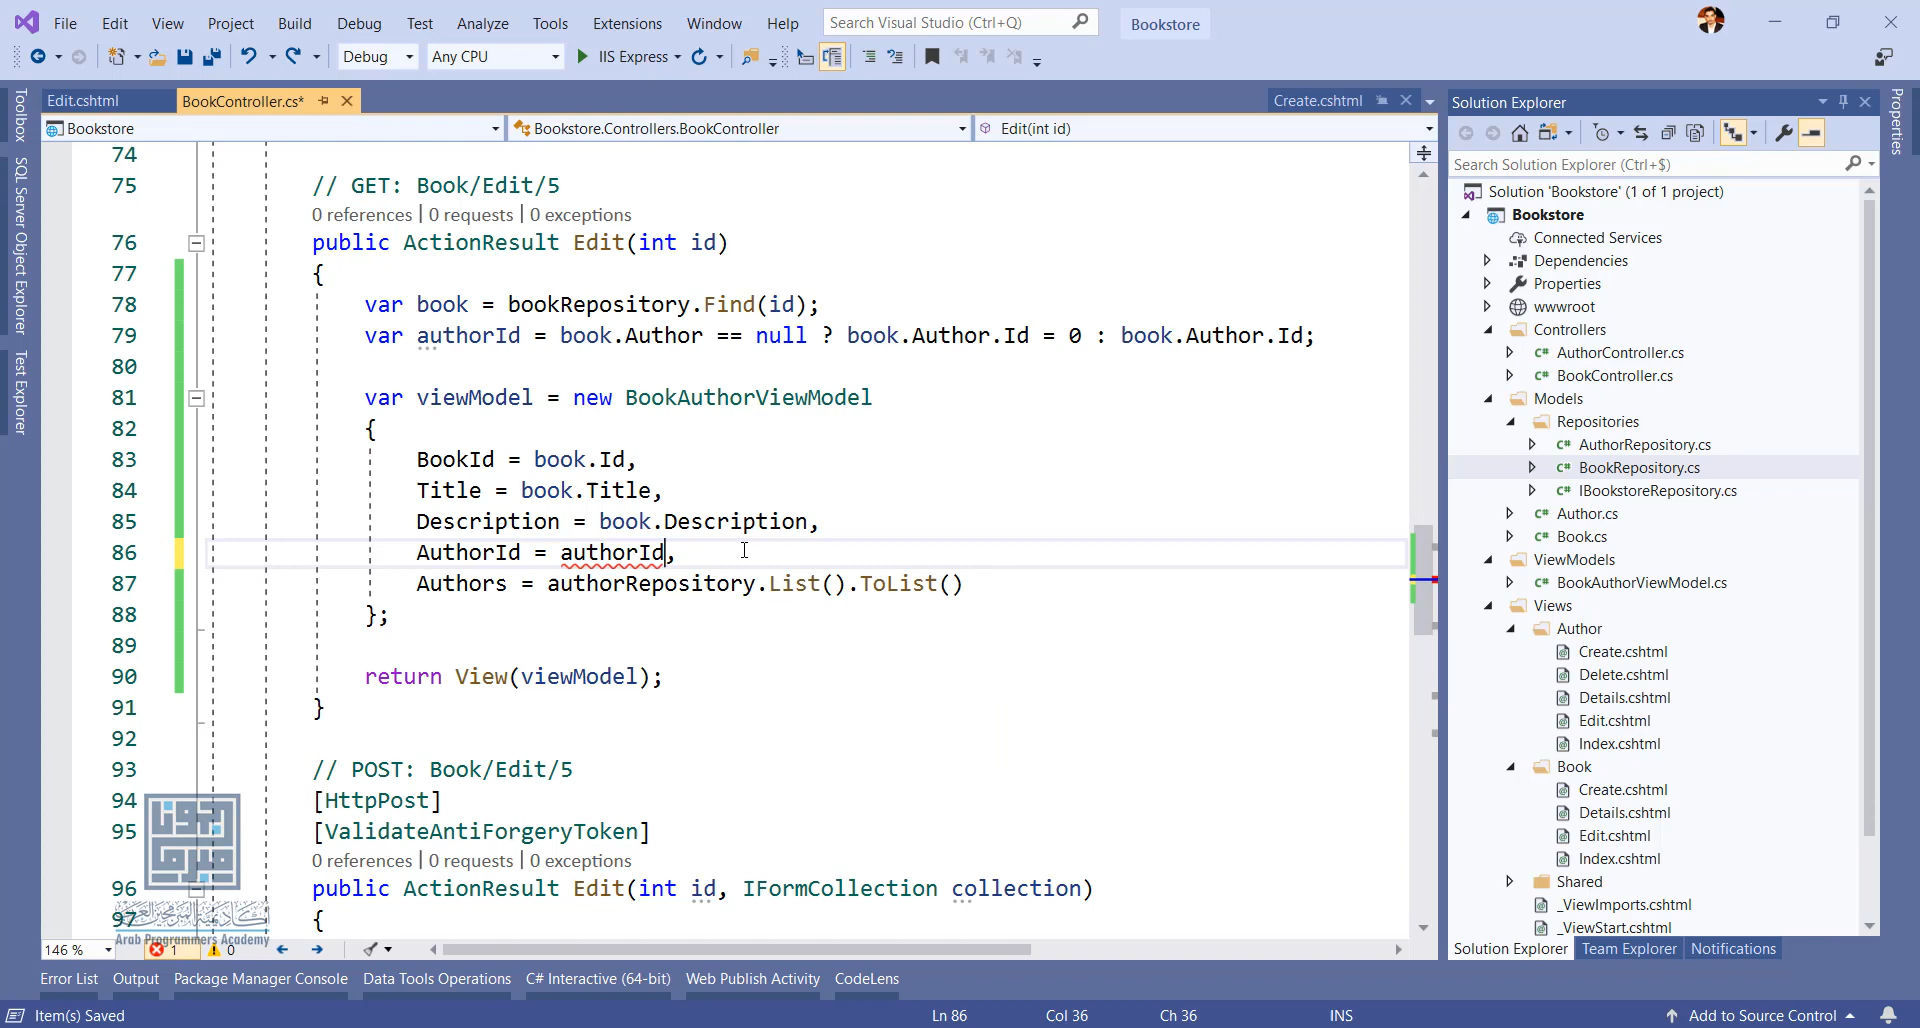 File Edit View Project Build Debug Test Analyze Tools Extensions Window Help Search Visual Studio (Ctrl+Q) Bookstore
Debug Any CPU IIS Express
Edit.cshtml BookController.cs* Create.cshtml
Bookstore Bookstore.Controllers.BookController Edit(int id)
Toolbox
SQL Server Object Explorer
Test Explorer
74
75 // GET: Book/Edit/5
0 references | 0 requests | 0 exceptions
76 public ActionResult Edit(int id)
77 {
78 var book = bookRepository.Find(id);
79 var authorId = book.Author == null ? book.Author.Id = 0 : book.Author.Id;
80
81 var viewModel = new BookAuthorViewModel
82 {
83 BookId = book.Id,
84 Title = book.Title,
85 Description = book.Description,
86 AuthorId = authorId,
87 Authors = authorRepository.List().ToList()
88 };
89
90 return View(viewModel);
91 }
92
93 // POST: Book/Edit/5
94 [HttpPost]
95 [ValidateAntiForgeryToken]
0 references | 0 requests | 0 exceptions
96 public ActionResult Edit(int id, IFormCollection collection)
97 {
أكاديمية المبرمجين العرب
Arab Programmers Academy
146 % 1 0
Solution Explorer
Search Solution Explorer (Ctrl+$)
Solution 'Bookstore' (1 of 1 project)
Bookstore
Connected Services
Dependencies
Properties
wwwroot
Controllers
C# AuthorController.cs
C# BookController.cs
Models
Repositories
C# AuthorRepository.cs
C# BookRepository.cs
C# IBookstoreRepository.cs
C# Author.cs
C# Book.cs
ViewModels
C# BookAuthorViewModel.cs
Views
Author
Create.cshtml
Delete.cshtml
Details.cshtml
Edit.cshtml
Index.cshtml
Book
Create.cshtml
Details.cshtml
Edit.cshtml
Index.cshtml
Shared
_ViewImports.cshtml
_ViewStart.cshtml
Solution Explorer Team Explorer Notifications
Properties
Error List Output Package Manager Console Data Tools Operations C# Interactive (64-bit) Web Publish Activity CodeLens
Item(s) Saved Ln 86 Col 36 Ch 36 INS Add to Source Control